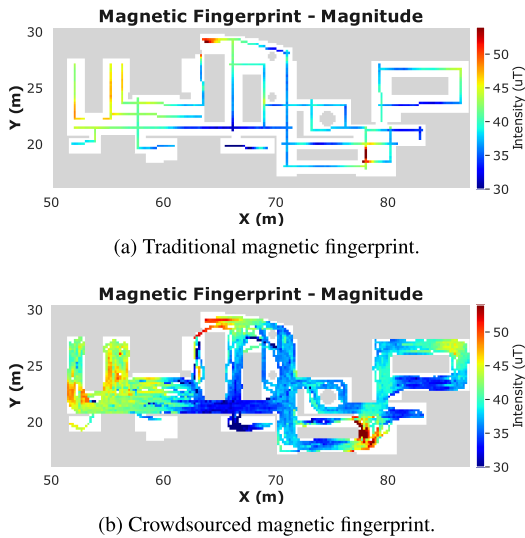 Magnetic Fingerprint - Magnitude
30
25
20
Y (m)
50
60
70
80
X (m)
50
45
40
35
30
Intensity (uT)
(a) Traditional magnetic fingerprint.
Magnetic Fingerprint - Magnitude
30
25
20
Y (m)
50
60
70
80
X (m)
50
45
40
35
30
Intensity (uT)
(b) Crowdsourced magnetic fingerprint.